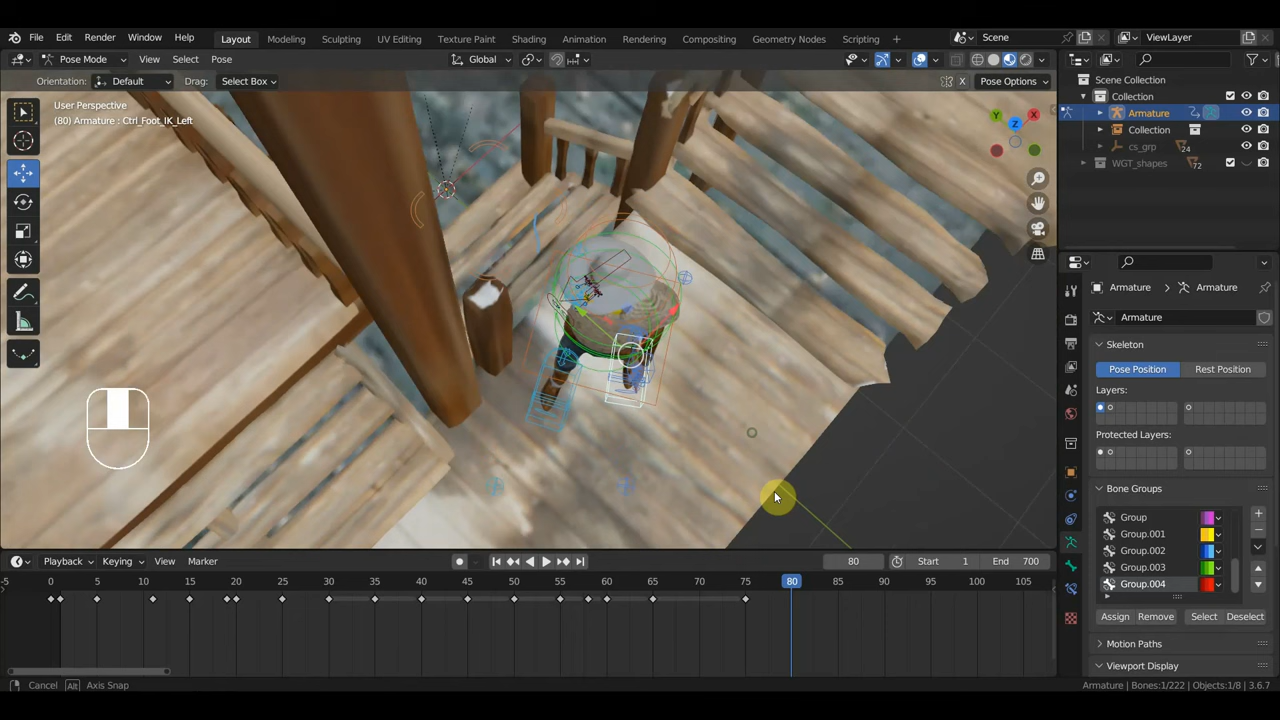 File Edit Render Window Help Layout Modeling Sculpting UV Editing Texture Paint Shading Animation Rendering Compositing Geometry Nodes Scripting + Scene ViewLayer
Pose Mode View Select Pose Global
Orientation: Default Drag: Select Box X Pose Options
User Perspective
(80) Armature : Ctrl_Foot_IK_Left
Y X Z
Scene Collection
Collection
Armature
Collection
cs_grp 24
WGT_shapes 72
Armature > Armature
Armature
Skeleton
Pose Position Rest Position
Layers:
Protected Layers:
Bone Groups
Group
Group.001
Group.002
Group.003
Group.004
Assign Remove Select Deselect
Motion Paths
Viewport Display
Playback Keying View Marker 80 Start 1 End 700
-5 0 5 10 15 20 25 30 35 40 45 50 55 60 65 70 75 80 85 90 95 100 105
Cancel Alt Axis Snap Armature | Bones:1/222 | Objects:1/8 | 3.6.7